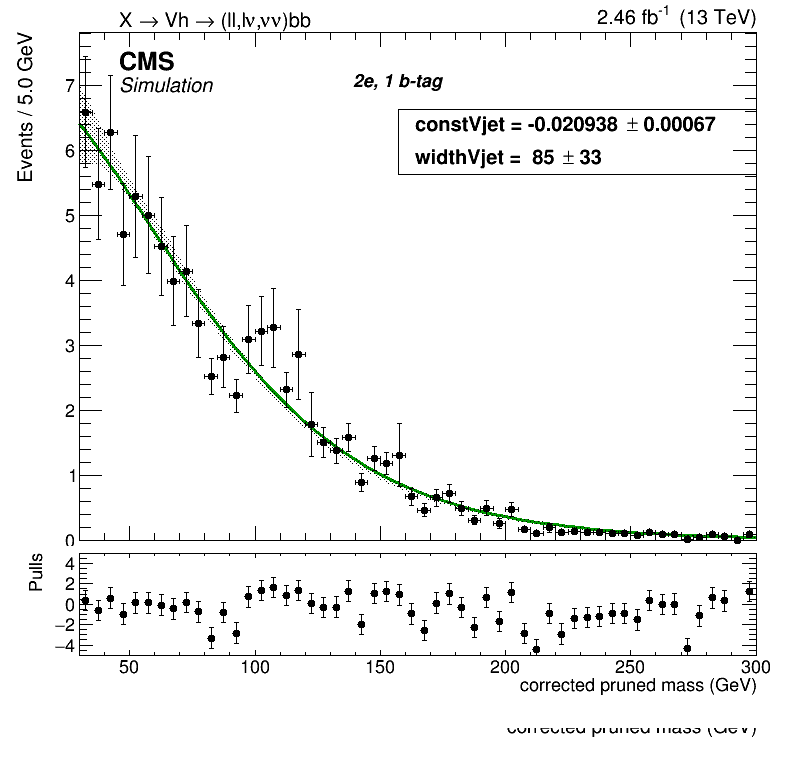 X → Vh → (ll,lν,νν)bb 2.46 fb⁻¹ (13 TeV)
CMS
Simulation
2e, 1 b-tag
constVjet = -0.020938 ± 0.00067
widthVjet = 85 ± 33
Events / 5.0 GeV
7
6
5
4
3
2
1
0
Pulls
4
2
0
−2
−4
50 100 150 200 250 300
corrected pruned mass (GeV)
corrected pruned mass (GeV)